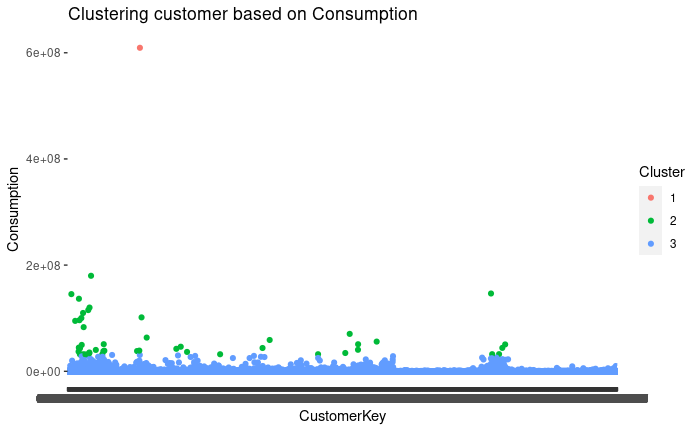 Clustering customer based on Consumption
6e+08
4e+08
2e+08
0e+00
Consumption
CustomerKey
Cluster
1
2
3